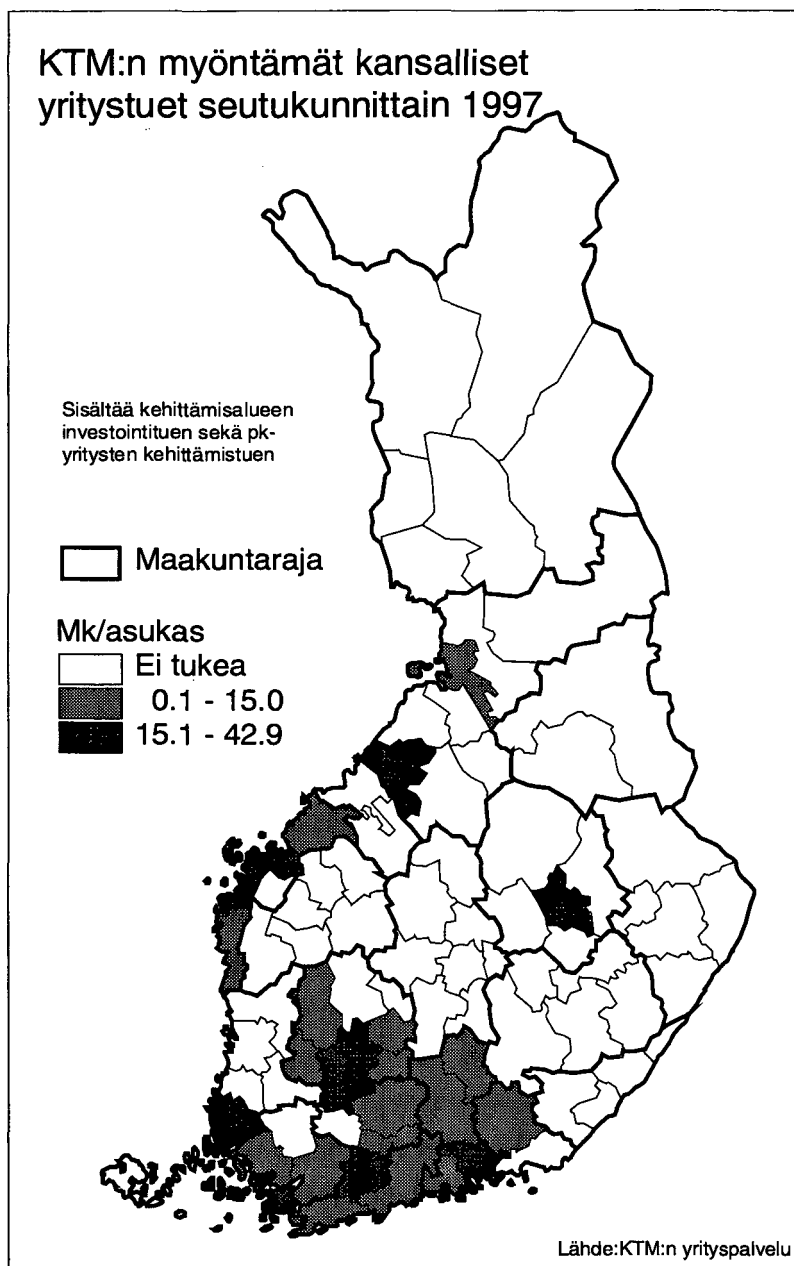 KTM:n myöntämät kansalliset
yritystuet seutukunnittain 1997
Sisältää kehittämisalueen
investointituen sekä pk-
yritysten kehittämistuen
Maakuntaraja
Mk/asukas
Ei tukea
0.1 - 15.0
15.1 - 42.9
Lähde:KTM:n yrityspalvelu